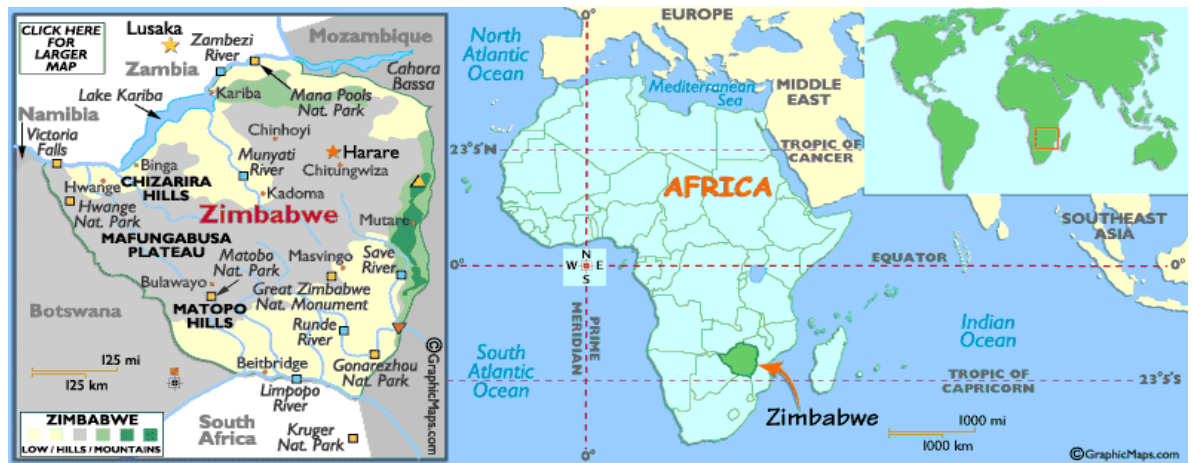 CLICK HERE
FOR
LARGER
MAP
Lusaka
Zambezi
River
Mozambique
Zambia
Cahora
Bassa
Kariba
Mana Pools
Nat. Park
Lake Kariba
Namibia
Victoria
Falls
Chinhoyi
Harare
Munyati
River
Chitungwiza
Binga
Hwange
CHIZARIRA
HILLS
Kadoma
Hwange
Nat. Park
Zimbabwe
Mutare
MAFUNGABUSA
PLATEAU
Matobo
Nat. Park
Masvingo
Save
River
Bulawayo
Great Zimbabwe
Nat. Monument
MATOPO
HILLS
Botswana
Runde
River
125 mi
125 km
Beitbridge
Gonarezhou
Nat. Park
Limpopo
River
South
Africa
Kruger
Nat. Park
ZIMBABWE
LOW / HILLS / MOUNTAINS
©GraphicMaps.com
EUROPE
0°
North
Atlantic
Ocean
Mediterranean
Sea
MIDDLE
EAST
23°5'N
TROPIC OF
CANCER
AFRICA
SOUTHEAST
ASIA
N
W E
S
0°
EQUATOR
0°
PRIME
MERIDIAN
Indian
Ocean
South
Atlantic
Ocean
TROPIC OF
CAPRICORN
23°5'S
Zimbabwe
1000 mi
1000 km
0°
©GraphicMaps.com